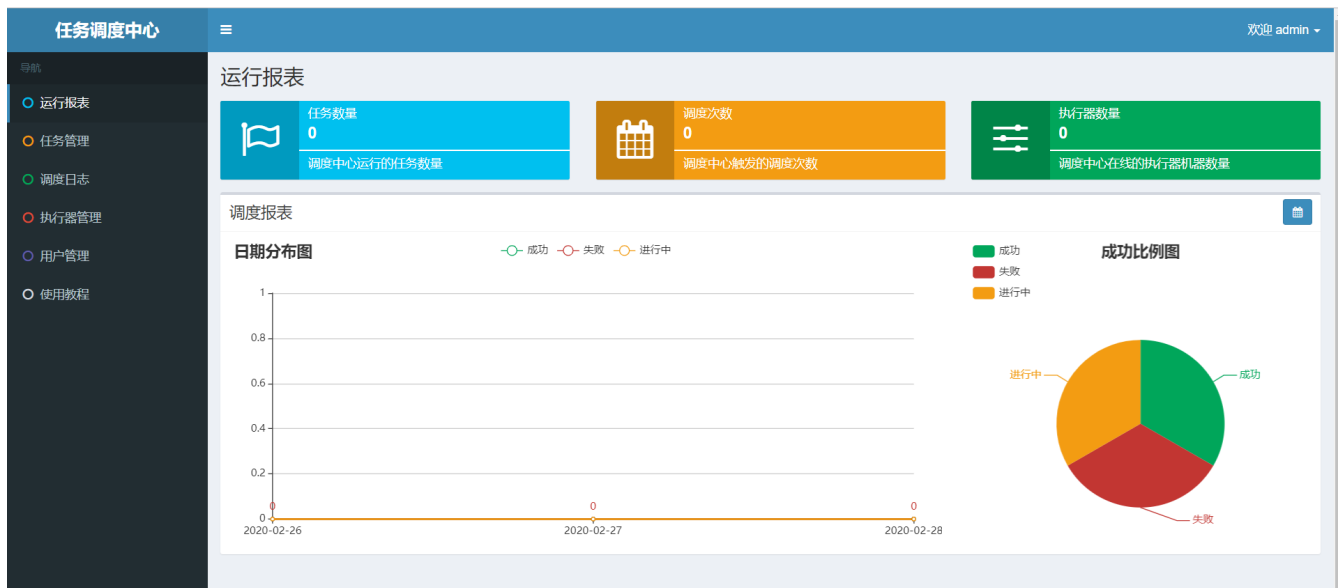 任务调度中心
欢迎 admin
导航
运行报表
任务管理
调度日志
执行器管理
用户管理
使用教程
运行报表
任务数量
0
调度中心运行的任务数量
调度次数
0
调度中心触发的调度次数
执行器数量
0
调度中心在线的执行器机器数量
调度报表
日期分布图
成功 失败 进行中
1
0.8
0.6
0.4
0.2
0
0 0 0
2020-02-26 2020-02-27 2020-02-28
成功
失败
进行中
成功比例图
进行中
成功
失败